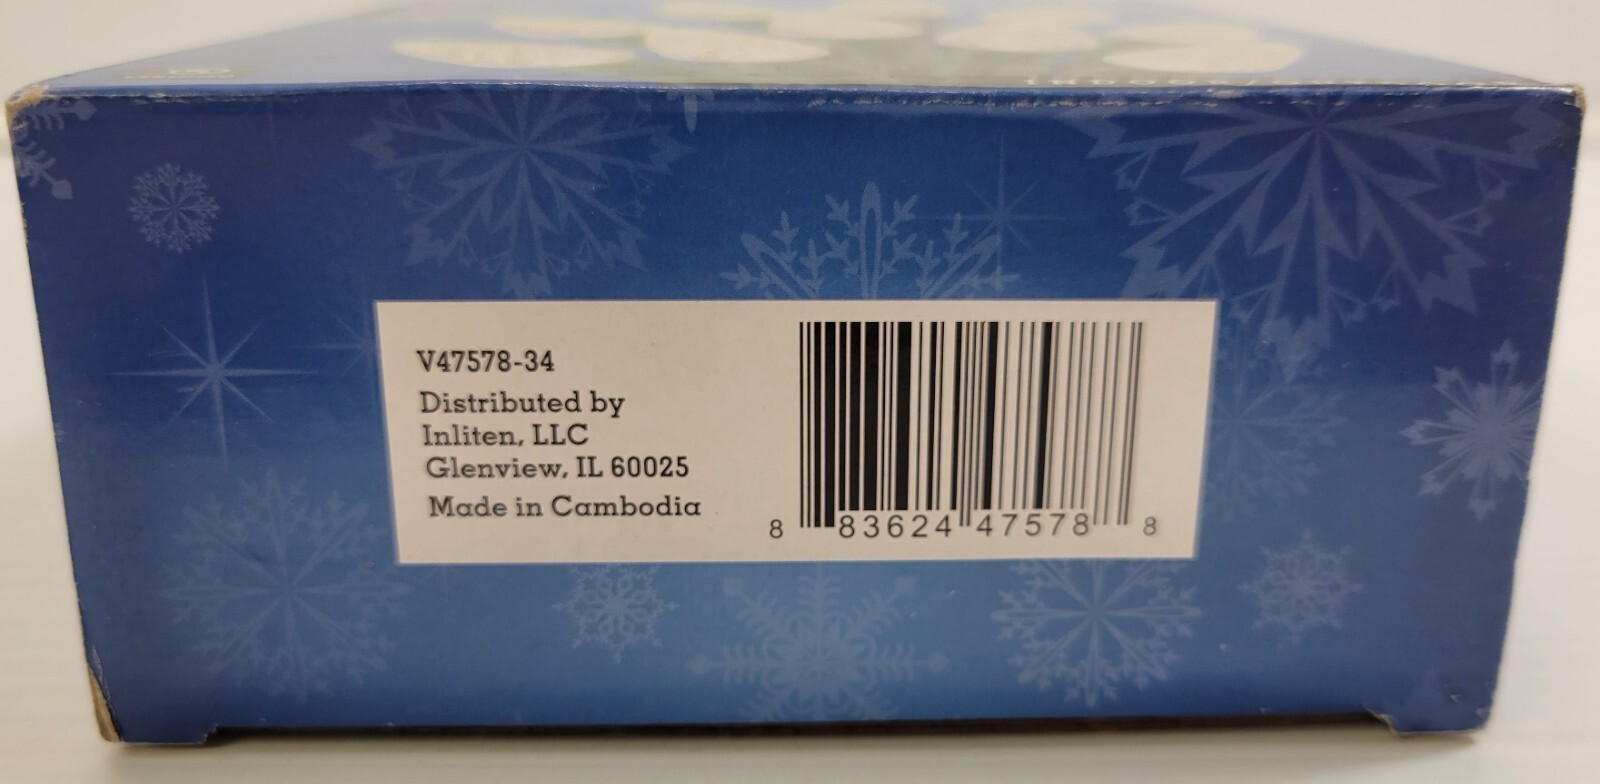 V47578-34
Distributed by
Inliten, LLC
Glenview, IL 60025
Made in Cambodia
8 83624 47578 8